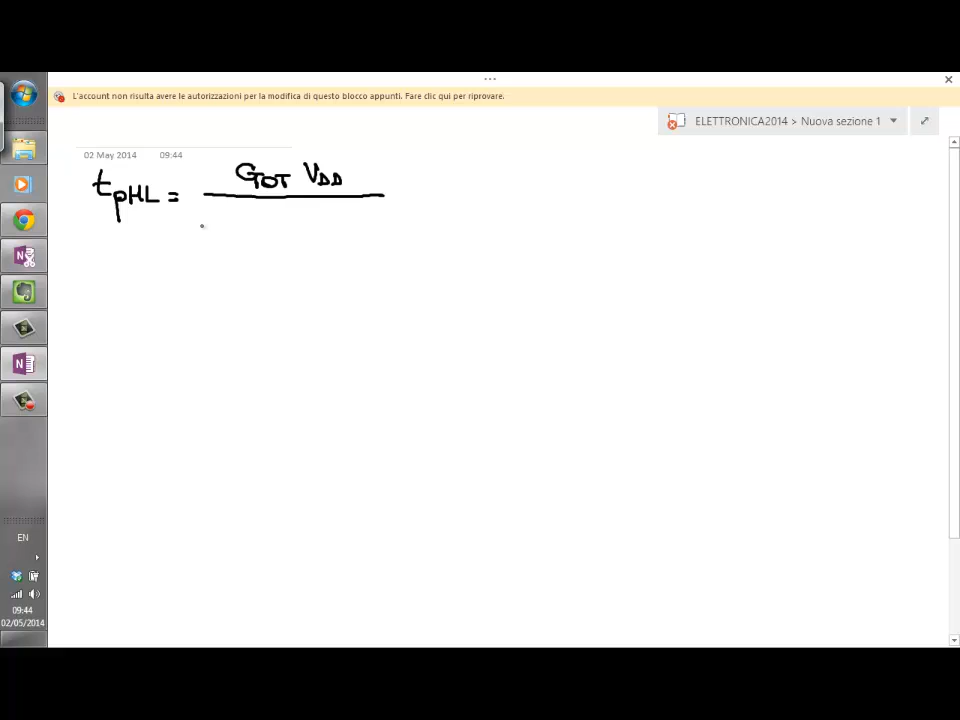 L'account non risulta avere le autorizzazioni per la modifica di questo blocco appunti. Fare clic qui per riprovare.
ELETTRONICA2014 > Nuova sezione 1
02 May 2014 09:44
tpHL = CTOT VDD
EN
09:44
02/05/2014